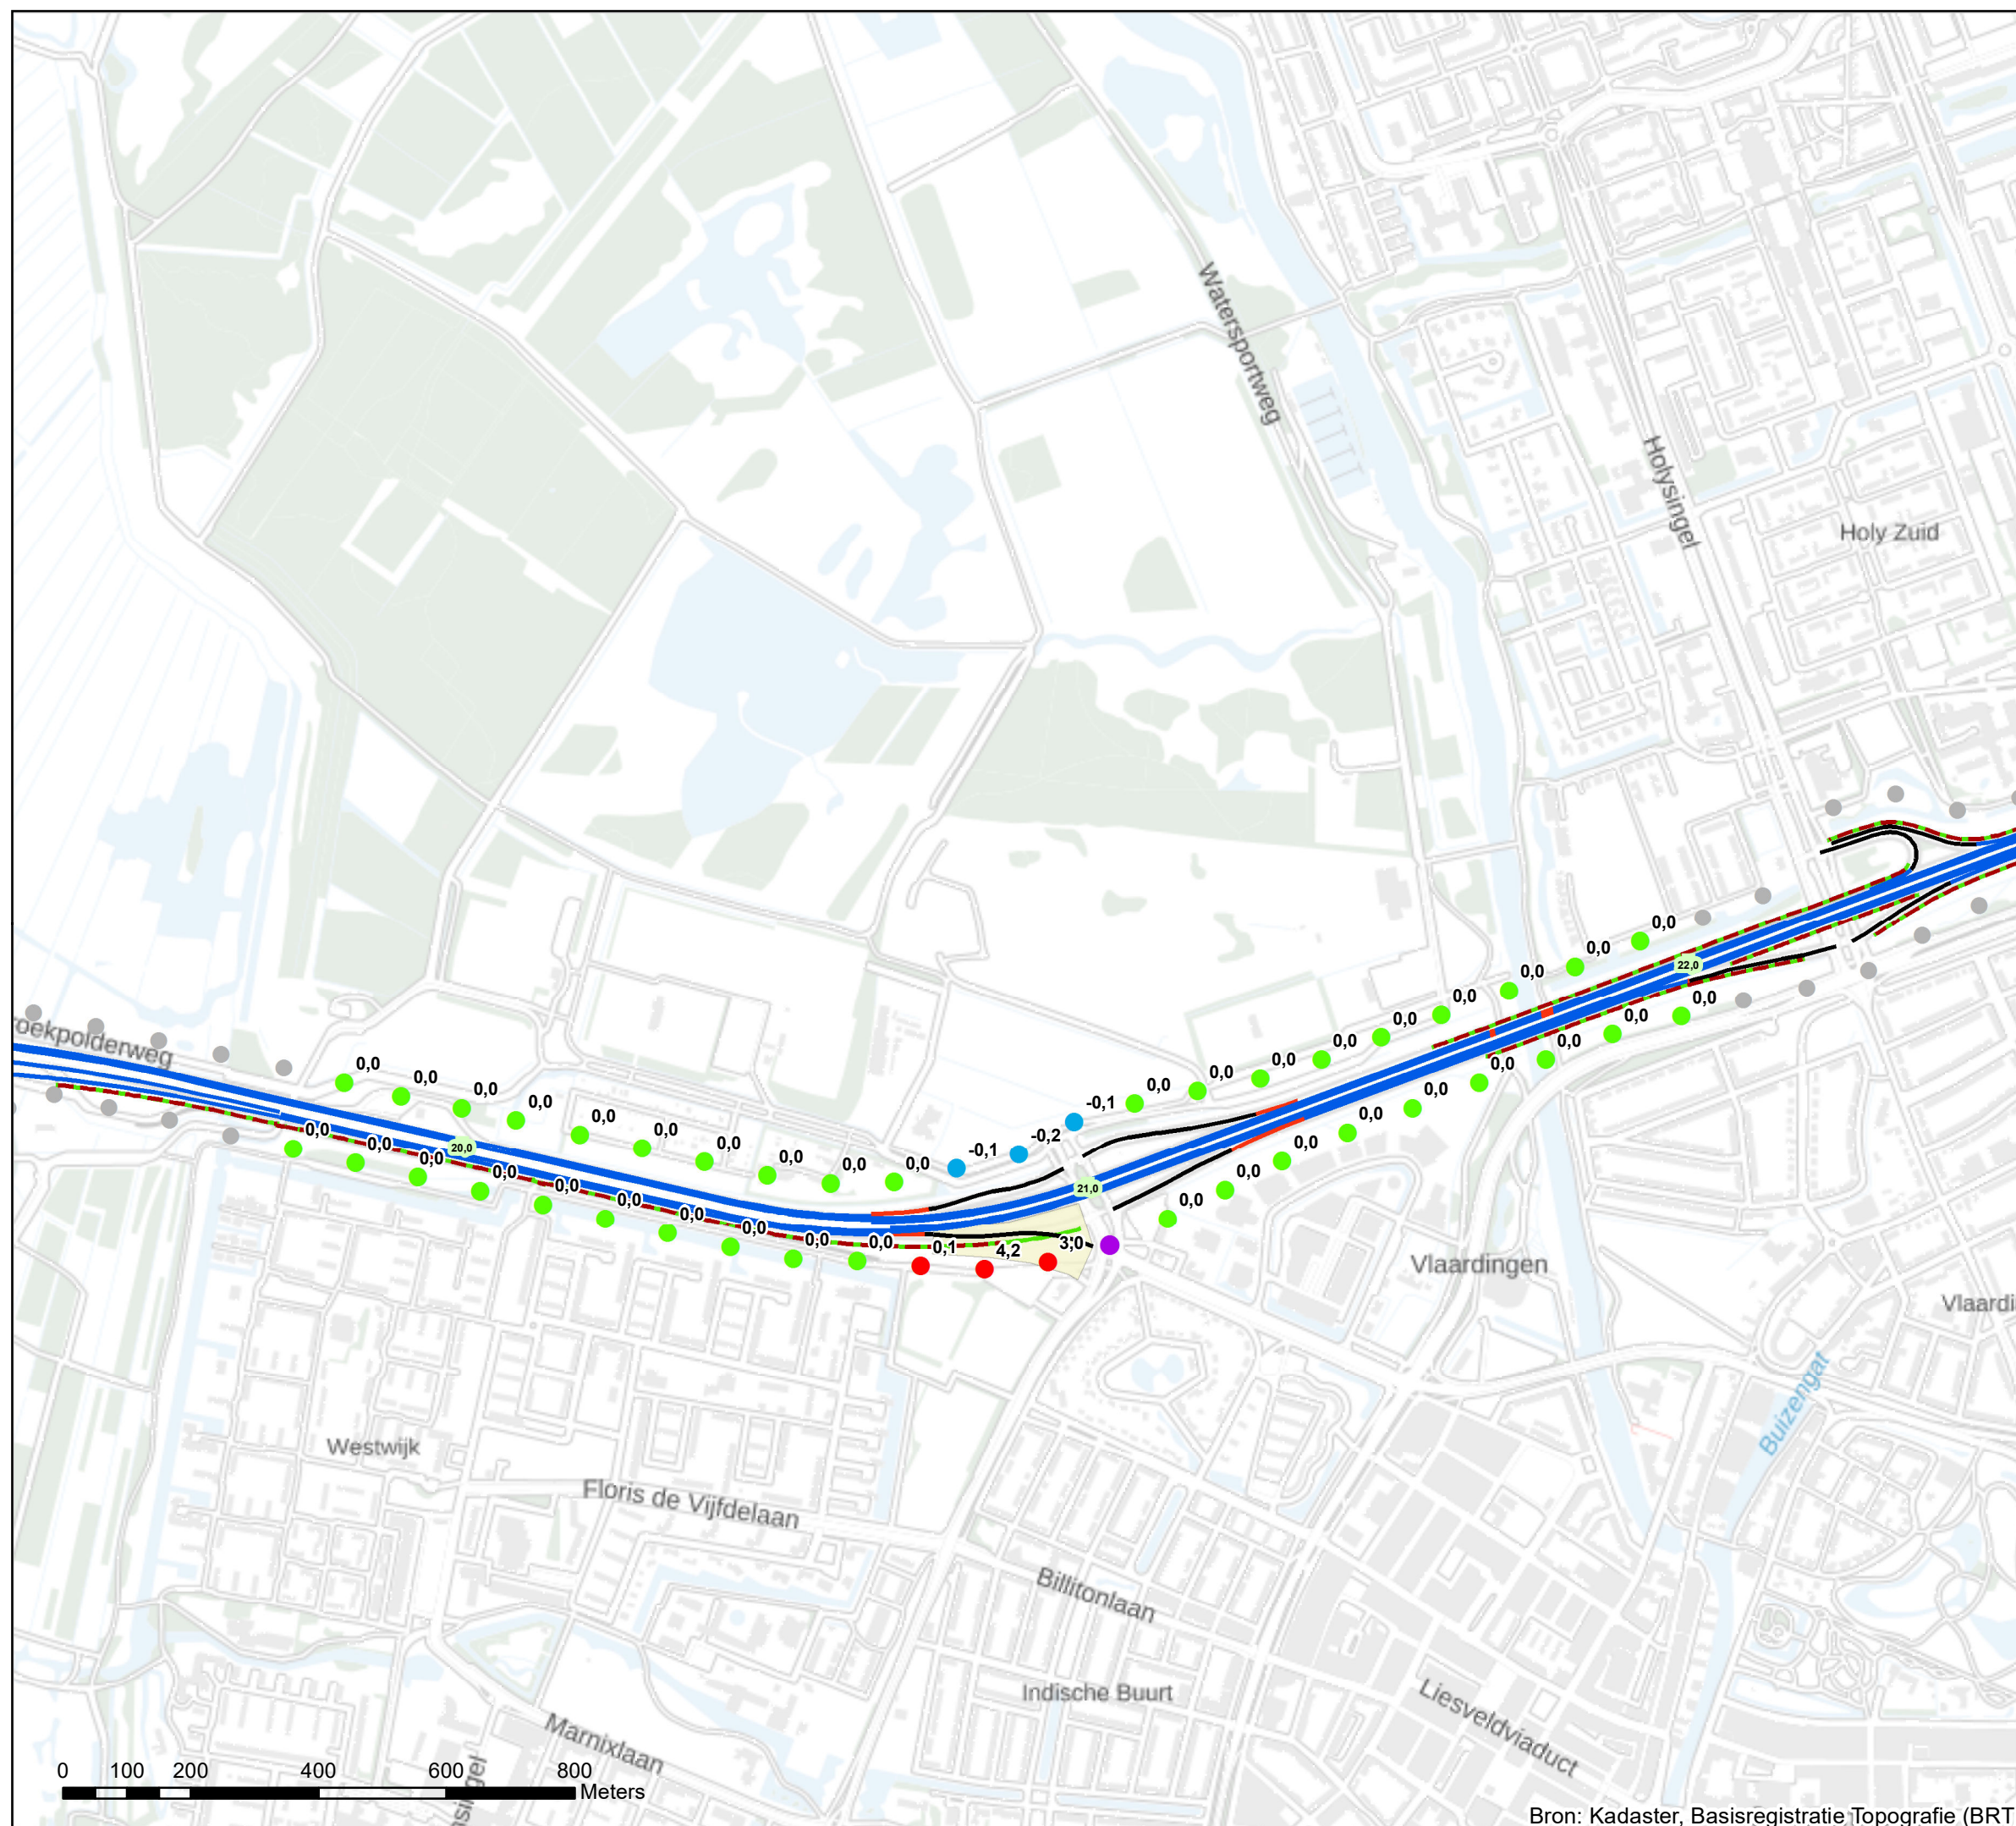 Watersportweg
Holysingel
Holy Zuid
0,0
0,0
0,0
0,0
0,0
0,0
0,0
0,0
0,0
0,0
-0,1
-0,2
-0,1
0,0
0,0
0,0
0,0
0,0
0,0
0,0
0,0
0,0
22,0
roekpolderweg
20,0
21,0
0,0
0,0
0,0
0,0
0,0
0,0
0,0
0,0
0,0
0,0
0,1
4,2
3,0
0,0
0,0
0,0
0,0
0,0
0,0
0,0
0,0
0,0
Vlaardingen
Vlaardi
Buizengat
Westwijk
Floris de Vijfdelaan
Billitonlaan
Indische Buurt
Liesveldviaduct
Marnixlaan
singel
0 100 200 400 600 800
Meters
Bron: Kadaster, Basisregistratie Topografie (BRT